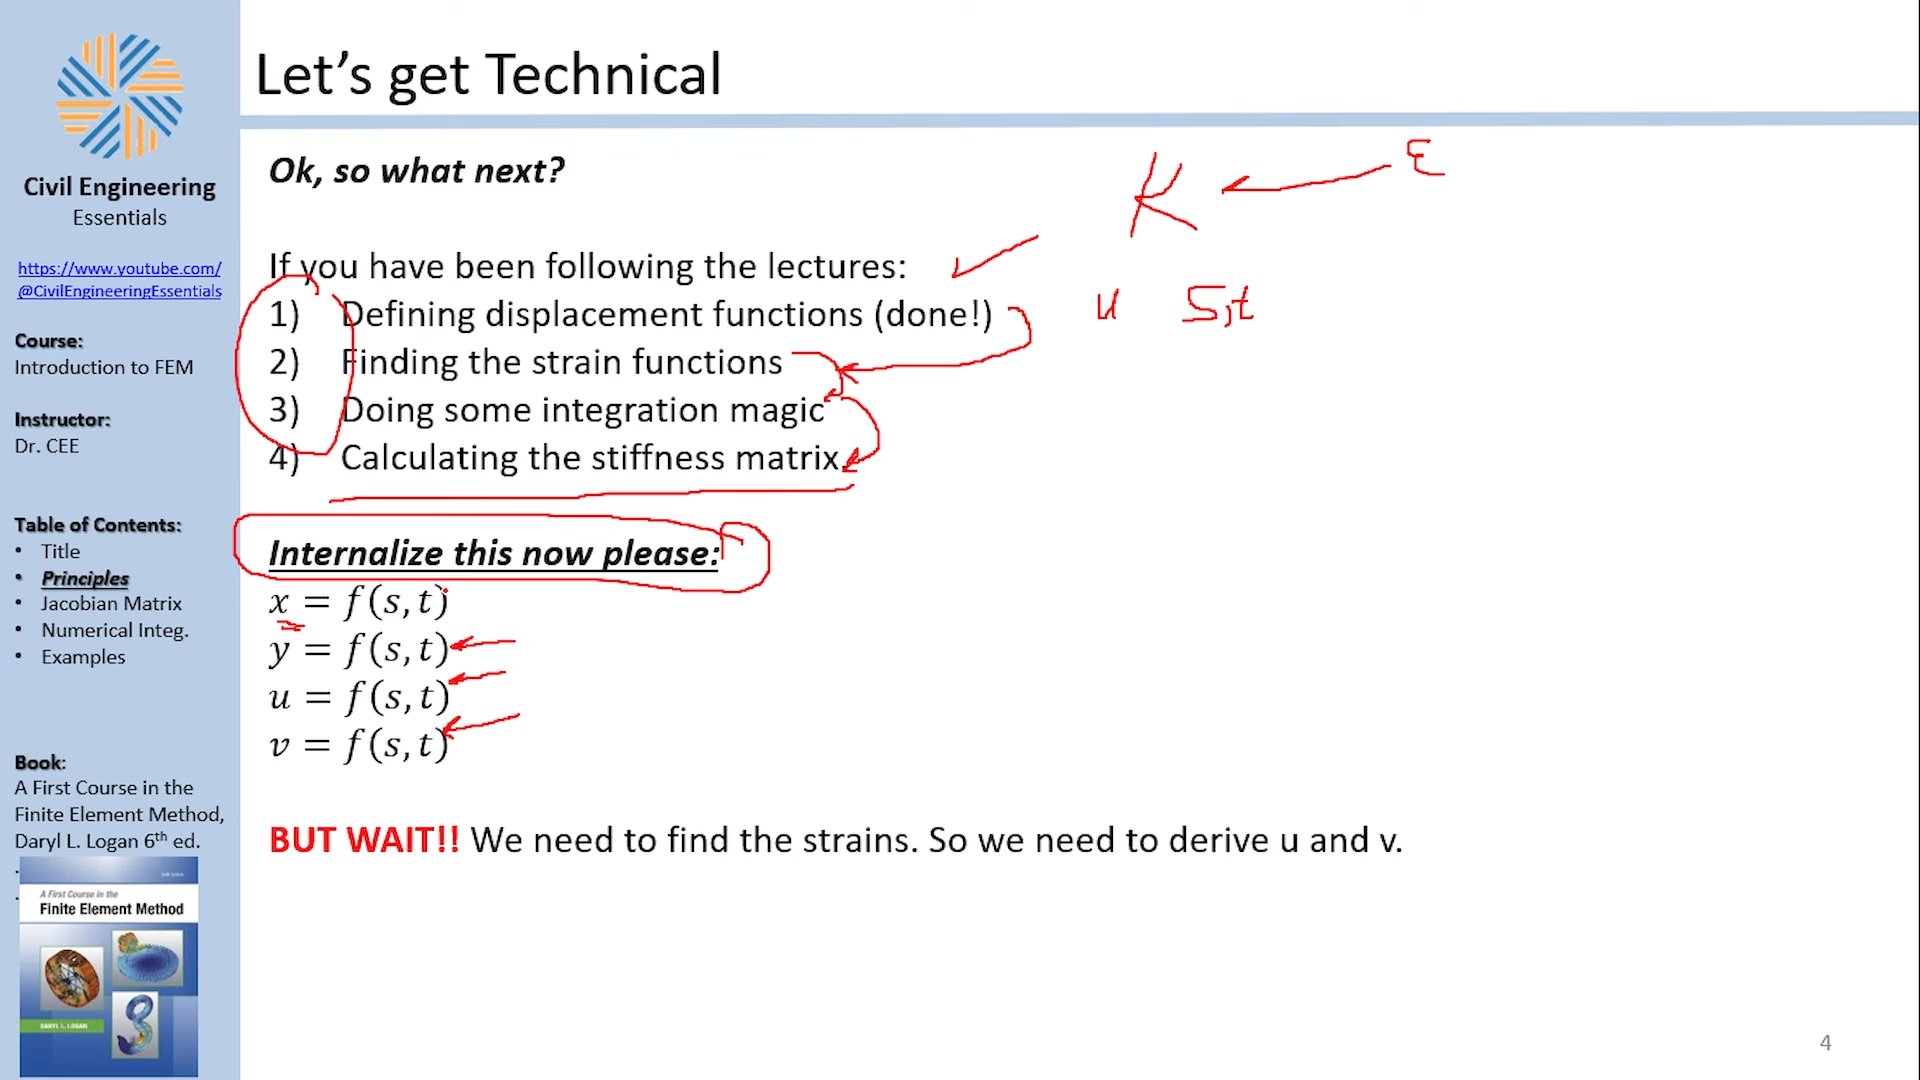 Let's get Technical
Civil Engineering
Essentials
https://www.youtube.com/
@CivilEngineeringEssentials
Course:
Introduction to FEM
Instructor:
Dr. CEE
Table of Contents:
• Title
• Principles
• Jacobian Matrix
• Numerical Integ.
• Examples
Book:
A First Course in the
Finite Element Method,
Daryl L. Logan 6th ed.
A First Course in the
Finite Element Method
DARYL L. LOGAN
Ok, so what next?
If you have been following the lectures:
1) Defining displacement functions (done!)
2) Finding the strain functions
3) Doing some integration magic
4) Calculating the stiffness matrix.
K ε
u s,t
Internalize this now please:
x = f(s, t)
y = f(s, t)
u = f(s, t)
v = f(s, t)
BUT WAIT!! We need to find the strains. So we need to derive u and v.
4